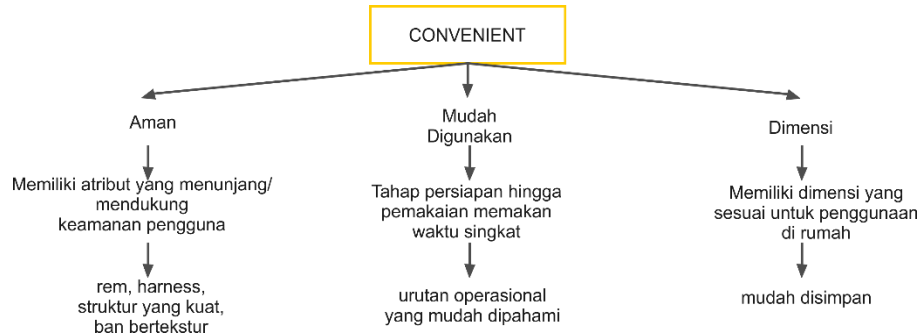 CONVENIENT
Aman
Memiliki atribut yang menunjang/
mendukung
keamanan pengguna
rem, harness,
struktur yang kuat,
ban bertekstur
Mudah
Digunakan
Tahap persiapan hingga
pemakaian memakan
waktu singkat
urutan operasional
yang mudah dipahami
Dimensi
Memiliki dimensi yang
sesuai untuk penggunaan
di rumah
mudah disimpan